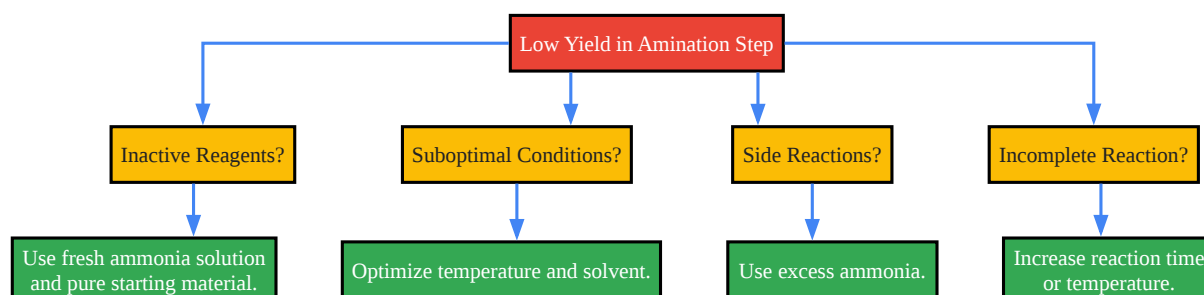 Low Yield in Amination Step
Inactive Reagents?
Suboptimal Conditions?
Side Reactions?
Incomplete Reaction?
Use fresh ammonia solution
and pure starting material.
Optimize temperature and solvent.
Use excess ammonia.
Increase reaction time
or temperature.